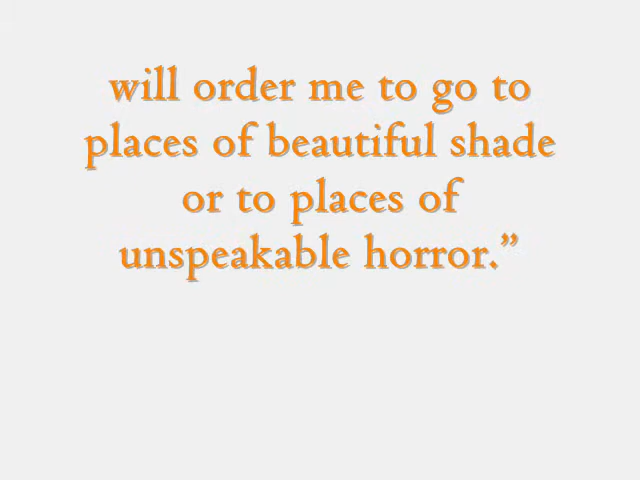 will order me to go to
places of beautiful shade
or to places of
unspeakable horror.”